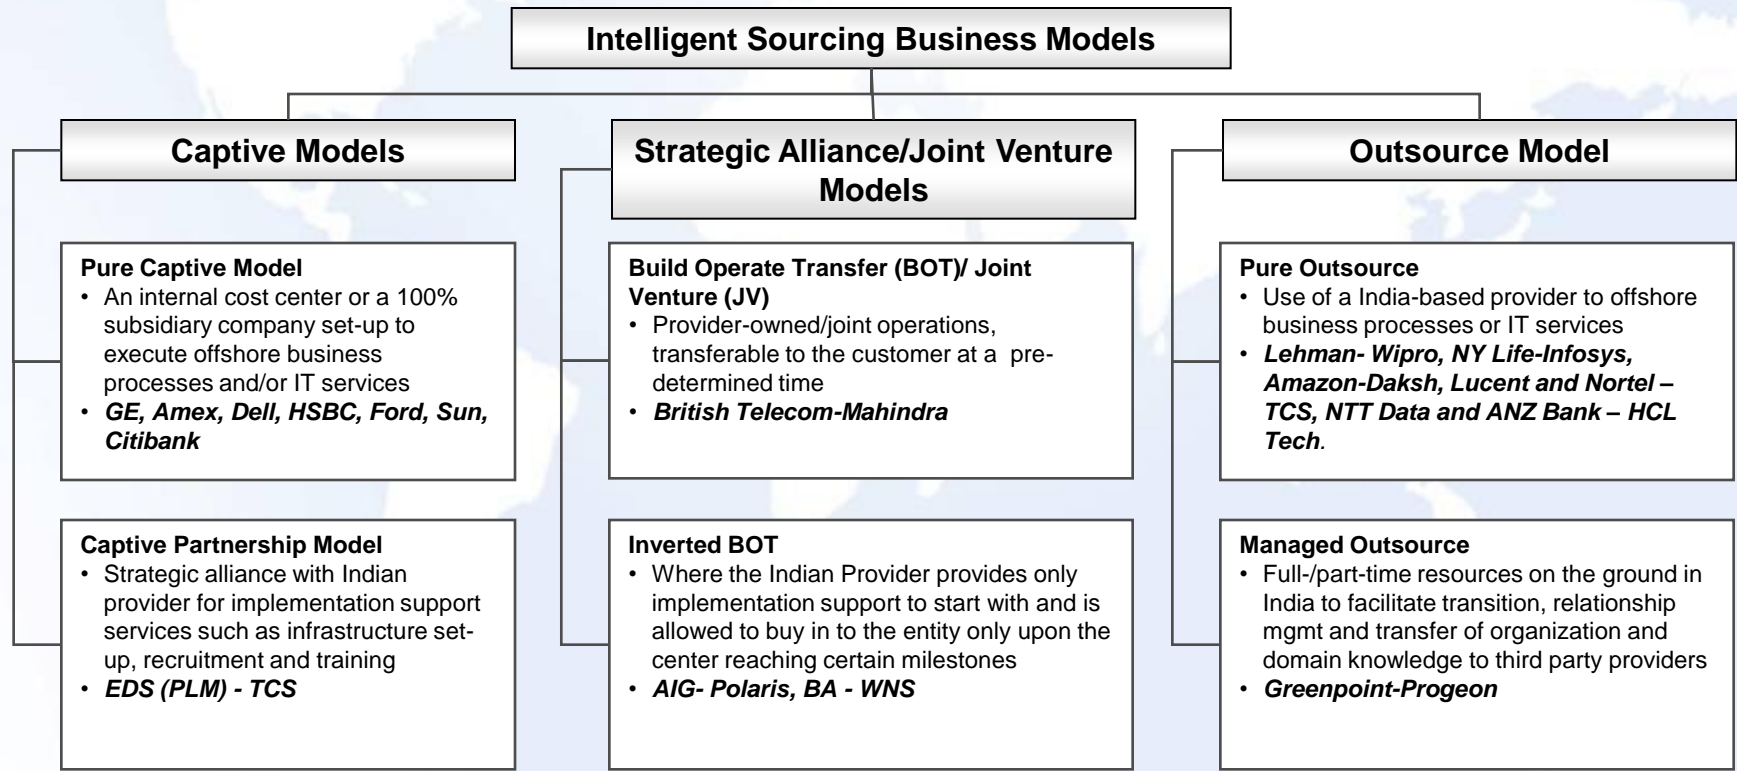 Intelligent Sourcing Business Models
Captive Models
Pure Captive Model
• An internal cost center or a 100%
subsidiary company set-up to
execute offshore business
processes and/or IT services
• GE, Amex, Dell, HSBC, Ford, Sun,
Citibank
Captive Partnership Model
• Strategic alliance with Indian
provider for implementation support
services such as infrastructure set-
up, recruitment and training
• EDS (PLM) - TCS
Strategic Alliance/Joint Venture
Models
Build Operate Transfer (BOT)/ Joint
Venture (JV)
• Provider-owned/joint operations,
transferable to the customer at a pre-
determined time
• British Telecom-Mahindra
Inverted BOT
• Where the Indian Provider provides only
implementation support to start with and is
allowed to buy in to the entity only upon the
center reaching certain milestones
• AIG- Polaris, BA - WNS
Outsource Model
Pure Outsource
• Use of a India-based provider to offshore
business processes or IT services
• Lehman- Wipro, NY Life-Infosys,
Amazon-Daksh, Lucent and Nortel –
TCS, NTT Data and ANZ Bank – HCL
Tech.
Managed Outsource
• Full-/part-time resources on the ground in
India to facilitate transition, relationship
mgmt and transfer of organization and
domain knowledge to third party providers
• Greenpoint-Progeon